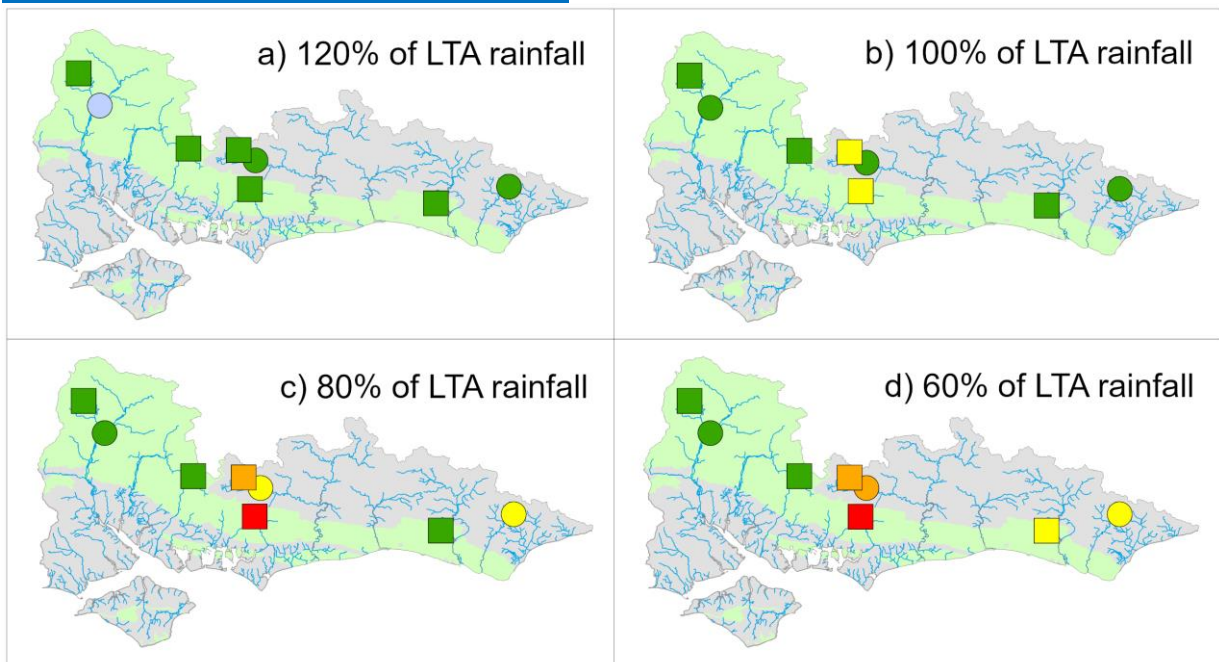 a) 120% of LTA rainfall
b) 100% of LTA rainfall
c) 80% of LTA rainfall
d) 60% of LTA rainfall